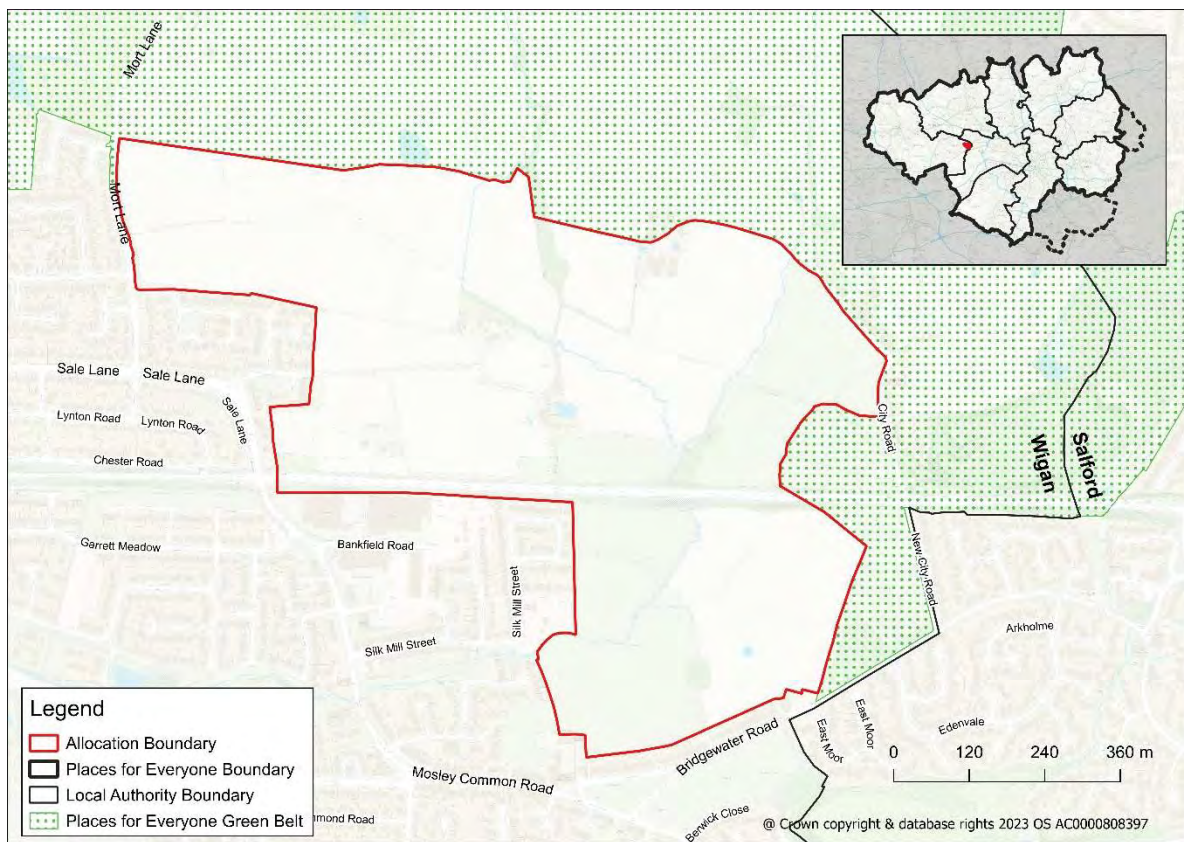 Mort Lane
Mort Lane
Sale Lane
Sale Lane
Sale Lane
Lynton Road
Lynton Road
Chester Road
City Road
Wigan
Salford
Garrett Meadow
Bankfield Road
Silk Mill Street
Silk Mill Street
New City Road
Arkholme
Edenvale
East Moor
East Moor
Bridgewater Road
Mosley Common Road
Berwick Close
mmond Road
Legend
Allocation Boundary
Places for Everyone Boundary
Local Authority Boundary
Places for Everyone Green Belt
0 120 240 360 m
@ Crown copyright & database rights 2023 OS AC0000808397